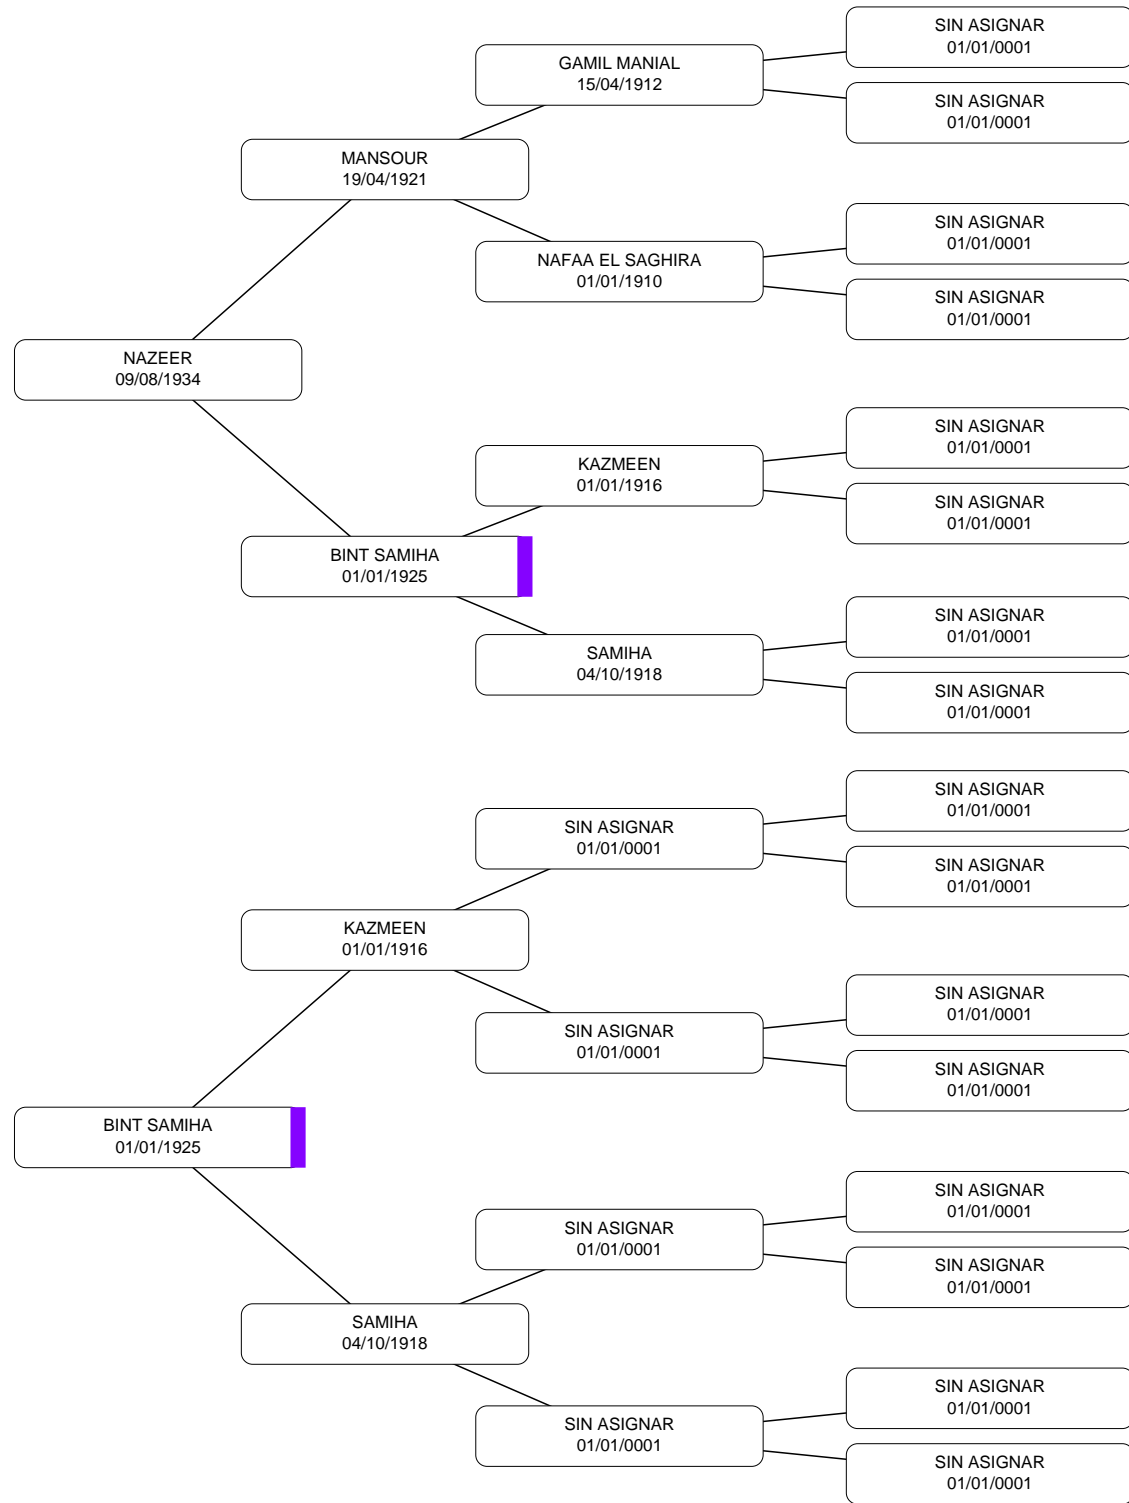 SIN ASIGNAR
01/01/0001
GAMIL MANIAL
15/04/1912
SIN ASIGNAR
01/01/0001
MANSOUR
19/04/1921
SIN ASIGNAR
01/01/0001
NAFAA EL SAGHIRA
01/01/1910
SIN ASIGNAR
01/01/0001
NAZEER
09/08/1934
SIN ASIGNAR
01/01/0001
KAZMEEN
01/01/1916
SIN ASIGNAR
01/01/0001
BINT SAMIHA
01/01/1925
SIN ASIGNAR
01/01/0001
SAMIHA
04/10/1918
SIN ASIGNAR
01/01/0001
SIN ASIGNAR
01/01/0001
SIN ASIGNAR
01/01/0001
SIN ASIGNAR
01/01/0001
KAZMEEN
01/01/1916
SIN ASIGNAR
01/01/0001
SIN ASIGNAR
01/01/0001
SIN ASIGNAR
01/01/0001
BINT SAMIHA
01/01/1925
SIN ASIGNAR
01/01/0001
SIN ASIGNAR
01/01/0001
SIN ASIGNAR
01/01/0001
SAMIHA
04/10/1918
SIN ASIGNAR
01/01/0001
SIN ASIGNAR
01/01/0001
SIN ASIGNAR
01/01/0001